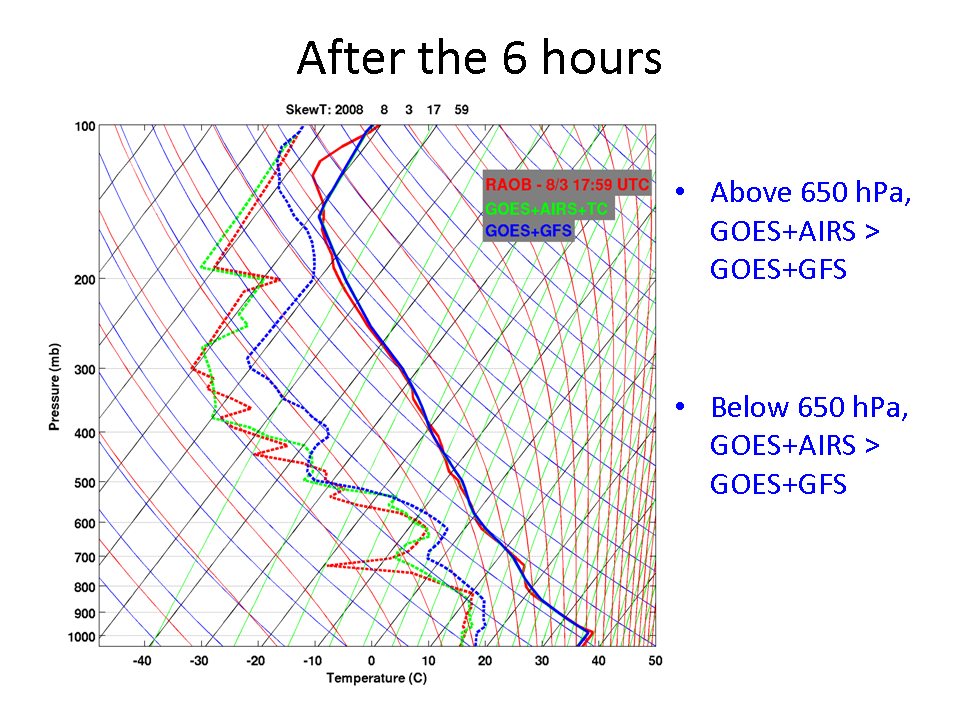 After the 6 hours
SkewT: 2008 8 3 17 59
100
200
300
400
500
600
700
800
900
1000
Pressure (mb)
-40 -30 -20 -10 0 10 20 30 40 50
Temperature (C)
RAOB - 8/3 17:59 UTC
GOES+AIRS+TC
GOES+GFS
• Above 650 hPa,
GOES+AIRS >
GOES+GFS
• Below 650 hPa,
GOES+AIRS >
GOES+GFS